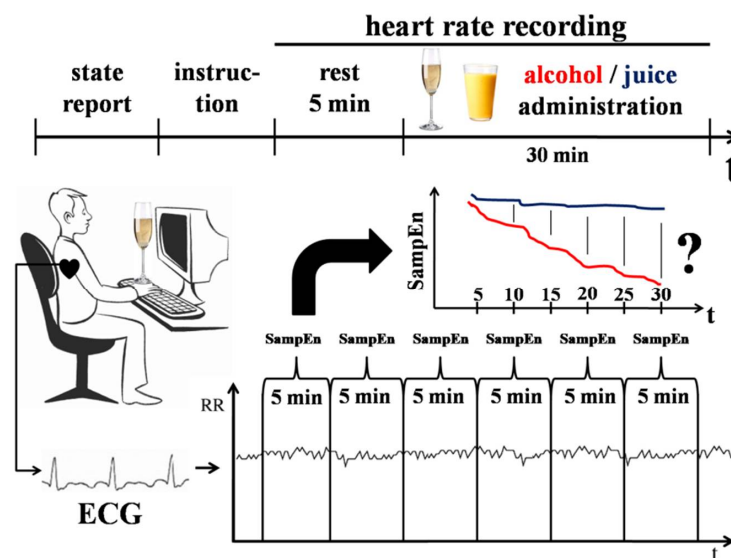 heart rate recording
state
report
instruc-
tion
rest
5 min
alcohol / juice
administration
30 min
t
SampEn
5 10 15 20 25 30
?
t
SampEn SampEn SampEn SampEn SampEn SampEn
RR
5 min 5 min 5 min 5 min 5 min 5 min
ECG
t